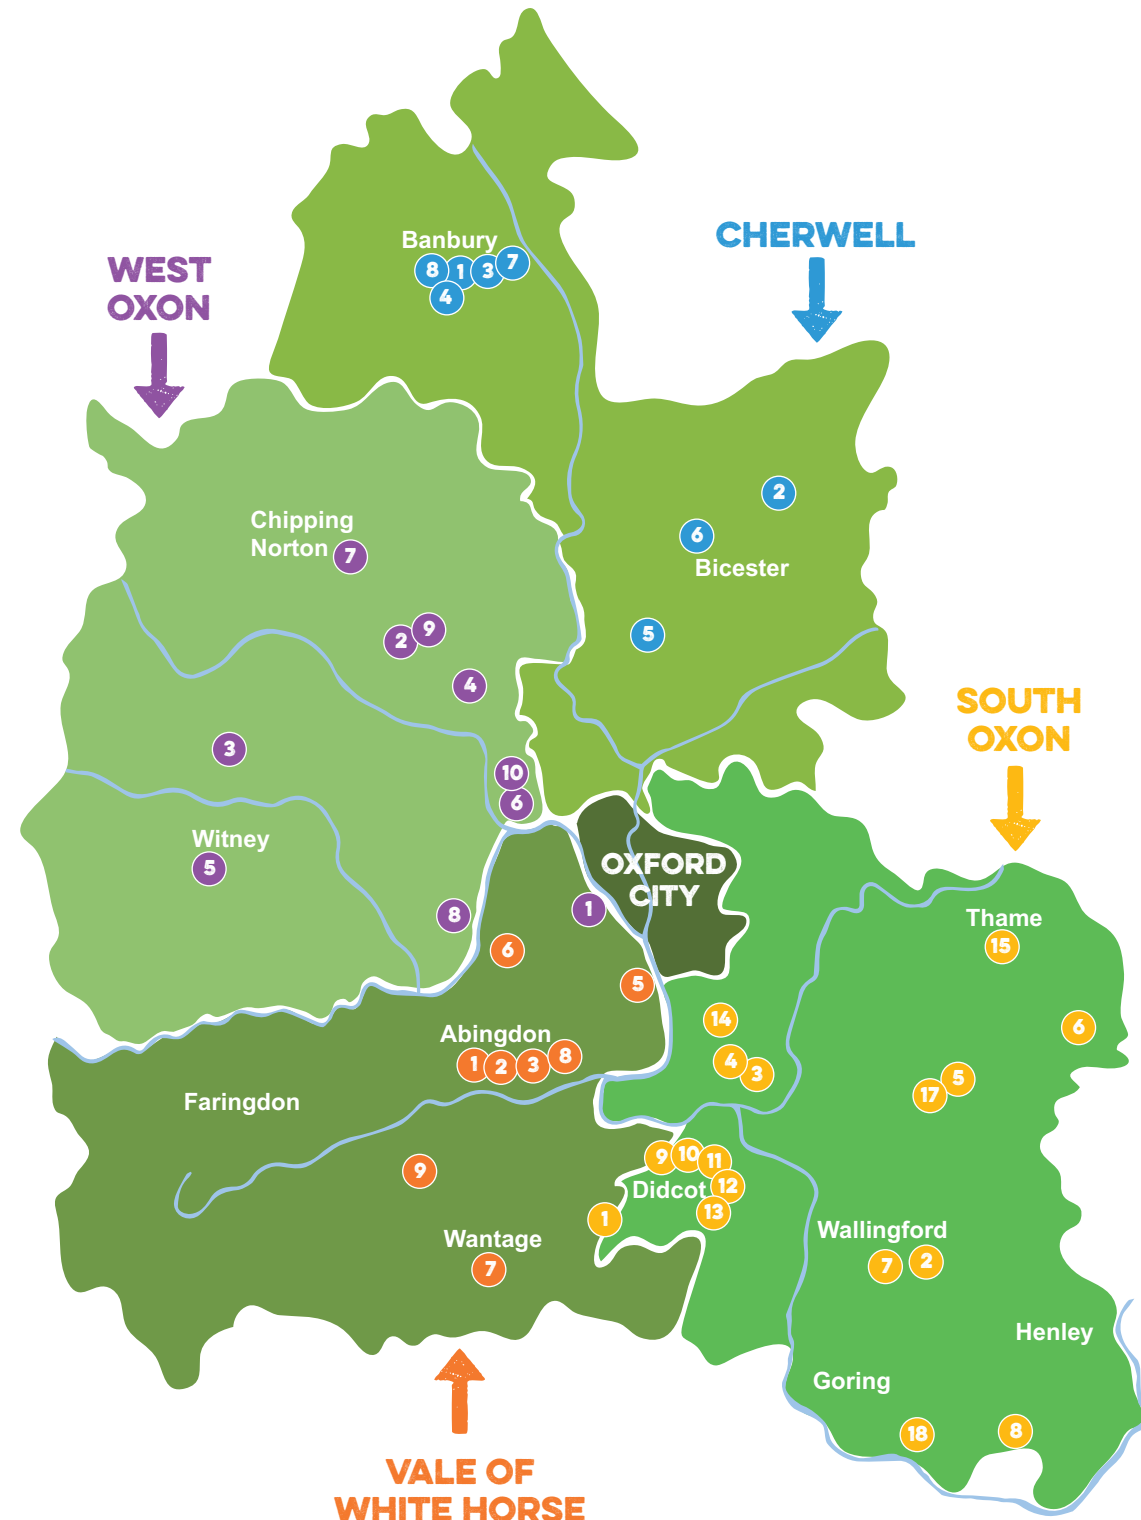 Banbury
8 1 3 7
4
CHERWELL
WEST
OXON
2
6
Bicester
5
Chipping
Norton 7
2 9
4
3
10
6
Witney
5
8
1
OXFORD
CITY
SOUTH
OXON
Thame
15
6
5
17
6
5
14
4 3
Abingdon
1 2 3 8
Faringdon
9
9 10 11
Didcot 12
13
1
Wantage
7
Wallingford
7 2
Henley
Goring
18 8
VALE OF
WHITE HORSE